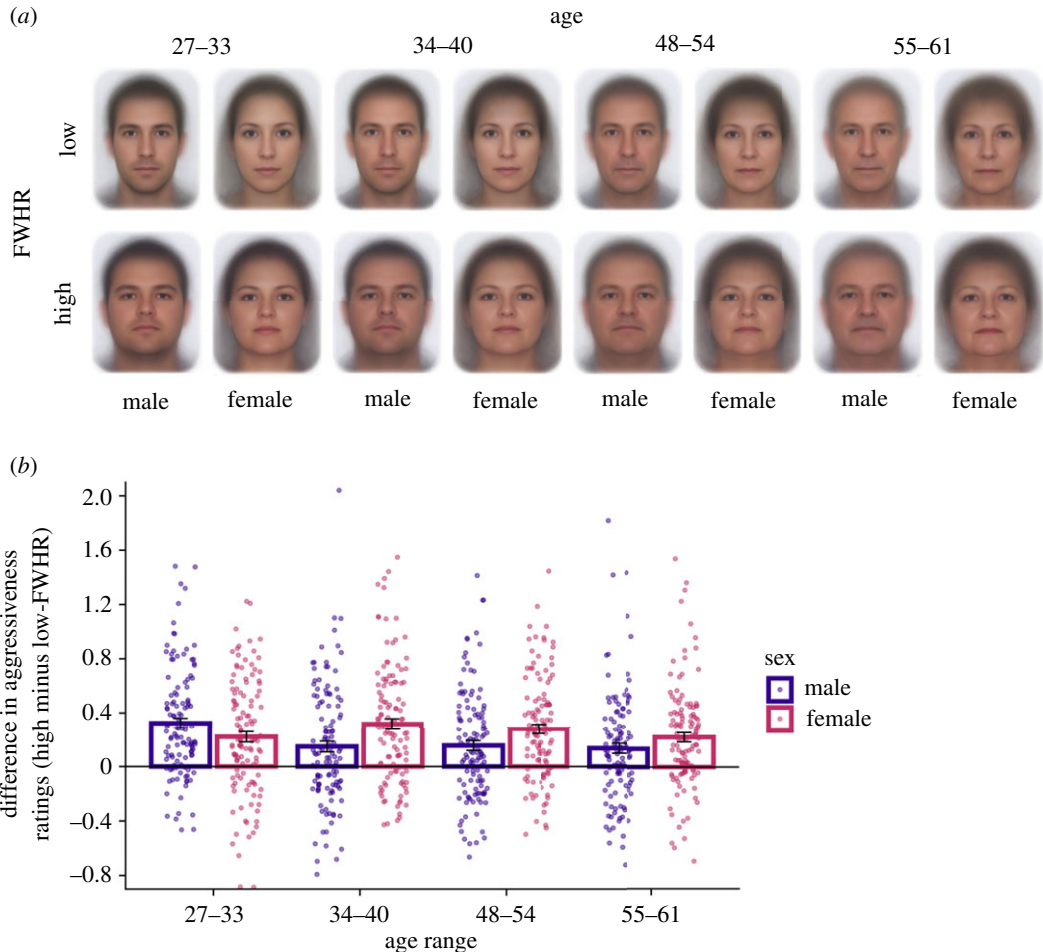 (a)
age
27–33 34–40 48–54 55–61
FWHR
low
high
male female male female male female male female
(b)
difference in aggressiveness
ratings (high minus low-FWHR)
2.0
1.6
1.2
0.8
0.4
0
–0.4
–0.8
27–33 34–40 48–54 55–61
age range
sex
male
female